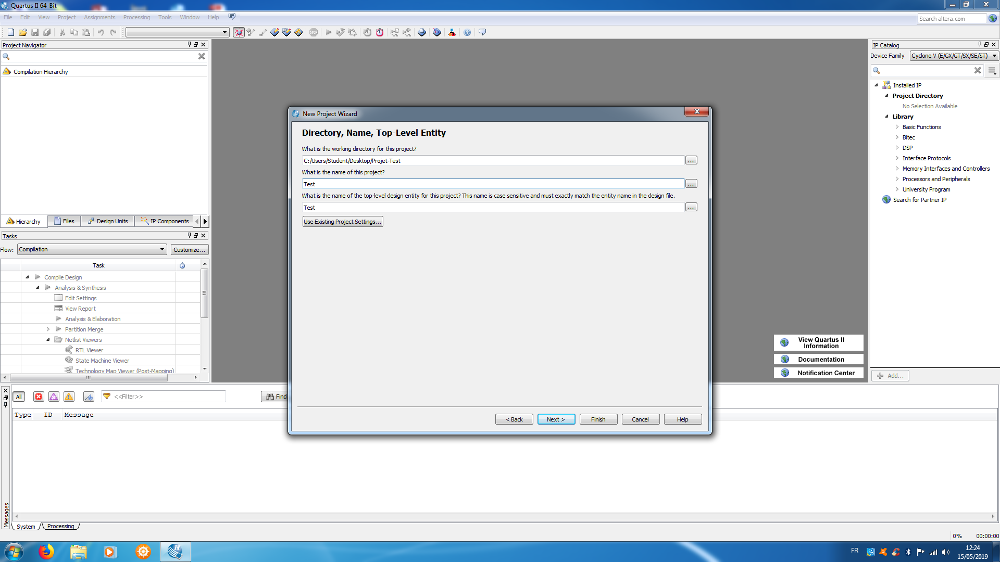 Quartus II 64-Bit
File Edit View Project Assignments Processing Tools Window Help
Search altera.com
Project Navigator
Compilation Hierarchy
Hierarchy Files Design Units IP Components
Tasks
Flow: Compilation Customize...
Task
Compile Design
Analysis & Synthesis
Edit Settings
View Report
Analysis & Elaboration
Partition Merge
Netlist Viewers
RTL Viewer
State Machine Viewer
Technology Map Viewer (Post-Mapping)
New Project Wizard
Directory, Name, Top-Level Entity
What is the working directory for this project?
C:/Users/Student/Desktop/Projet-Test
...
What is the name of this project?
Test
...
What is the name of the top-level design entity for this project? This name is case sensitive and must exactly match the entity name in the design file.
Test
...
Use Existing Project Settings...
< Back Next > Finish Cancel Help
IP Catalog
Device Family Cyclone V (E/GX/GT/SX/SE/ST)
Installed IP
Project Directory
No Selection Available
Library
Basic Functions
Bitec
DSP
Interface Protocols
Memory Interfaces and Controllers
Processors and Peripherals
University Program
Search for Partner IP
Add...
View Quartus II
Information
Documentation
Notification Center
All <<Filter>> Find
Type ID Message
Messages
System Processing
0% 00:00:00
FR
12:24
15/05/2019